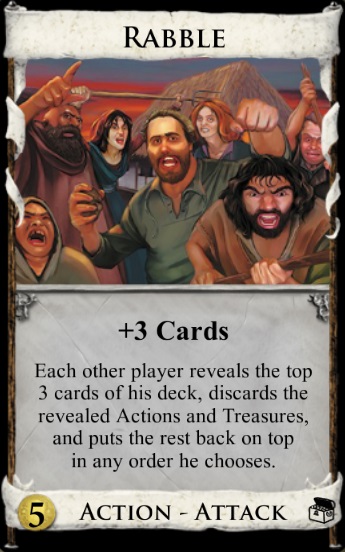 Rabble
+3 Cards
Each other player reveals the top
3 cards of his deck, discards the
revealed Actions and Treasures,
and puts the rest back on top
in any order he chooses.
5 Action - Attack